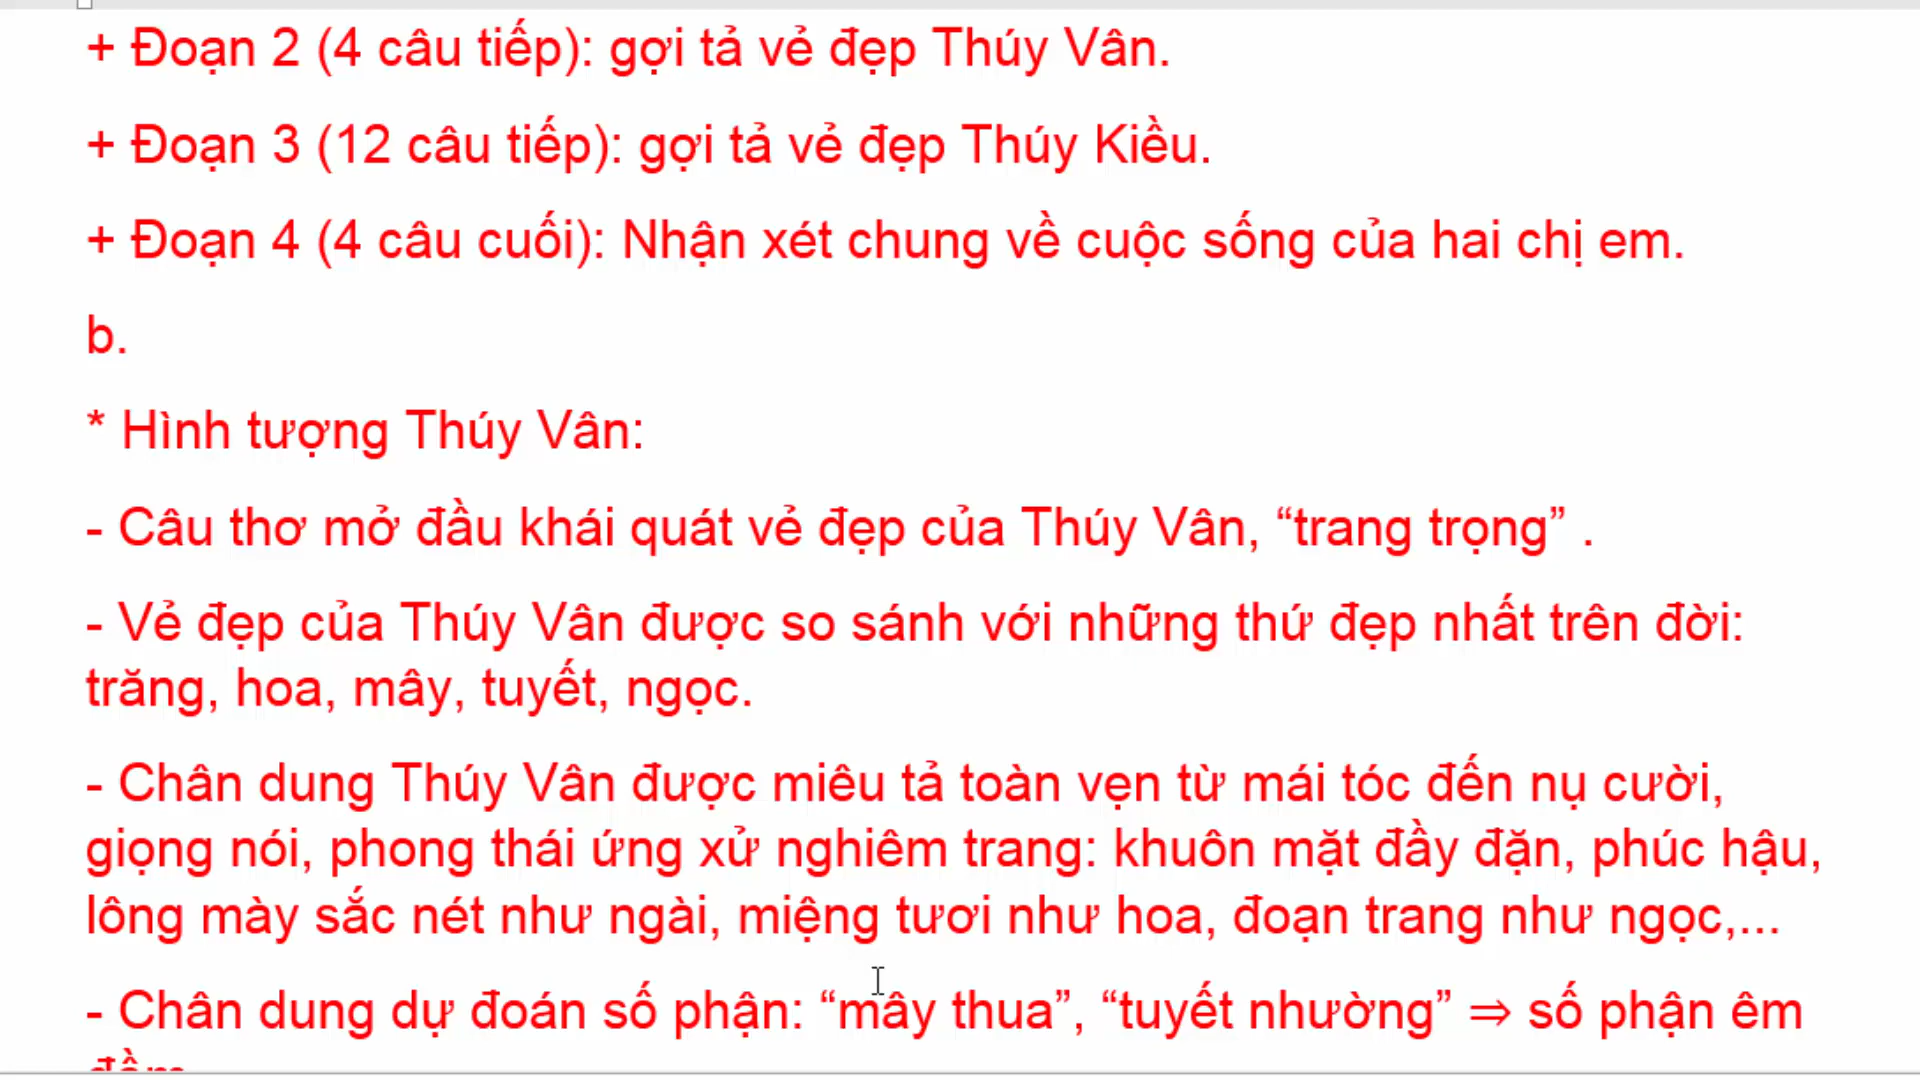 + Đoạn 2 (4 câu tiếp): gợi tả vẻ đẹp Thúy Vân.
+ Đoạn 3 (12 câu tiếp): gợi tả vẻ đẹp Thúy Kiều.
+ Đoạn 4 (4 câu cuối): Nhận xét chung về cuộc sống của hai chị em.
b.
* Hình tượng Thúy Vân:
- Câu thơ mở đầu khái quát vẻ đẹp của Thúy Vân, “trang trọng” .
- Vẻ đẹp của Thúy Vân được so sánh với những thứ đẹp nhất trên đời:
trăng, hoa, mây, tuyết, ngọc.
- Chân dung Thúy Vân được miêu tả toàn vẹn từ mái tóc đến nụ cười,
giọng nói, phong thái ứng xử nghiêm trang: khuôn mặt đầy đặn, phúc hậu,
lông mày sắc nét như ngài, miệng tươi như hoa, đoạn trang như ngọc,...
- Chân dung dự đoán số phận: “mây thua”, “tuyết nhường” ⇒ số phận êm